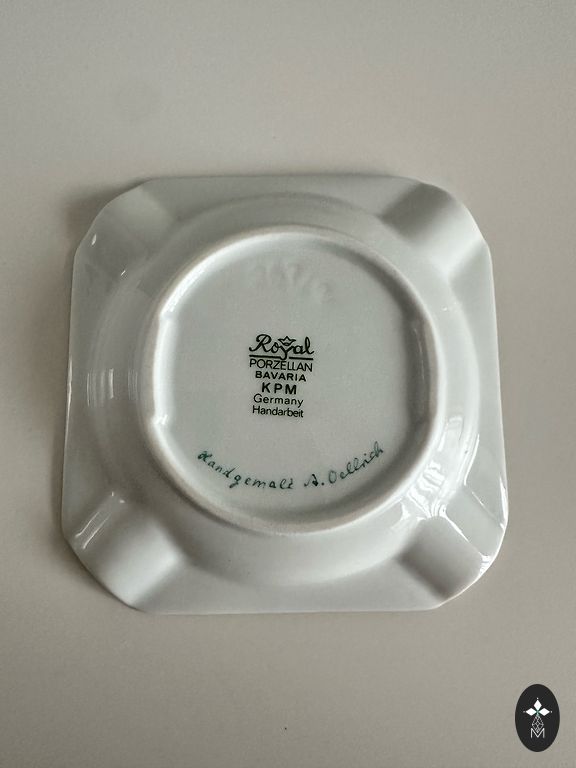 Royal
PORZELLAN
BAVARIA
KPM
Germany
Handarbeit
Handgemalt A. Oellrich
M